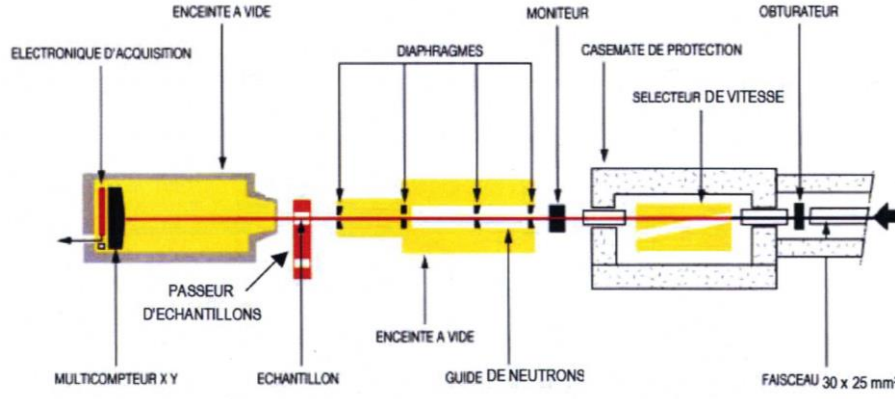 ENCEINTE A VIDE
MONITEUR
OBTURATEUR
ELECTRONIQUE D'ACQUISITION
DIAPHRAGMES
CASEMATE DE PROTECTION
SELECTEUR DE VITESSE
PASSEUR
D'ECHANTILLONS
ENCEINTE A VIDE
MULTICOMPTEUR X Y
ECHANTILLON
GUIDE DE NEUTRONS
FAISCEAU 30 x 25 mm²